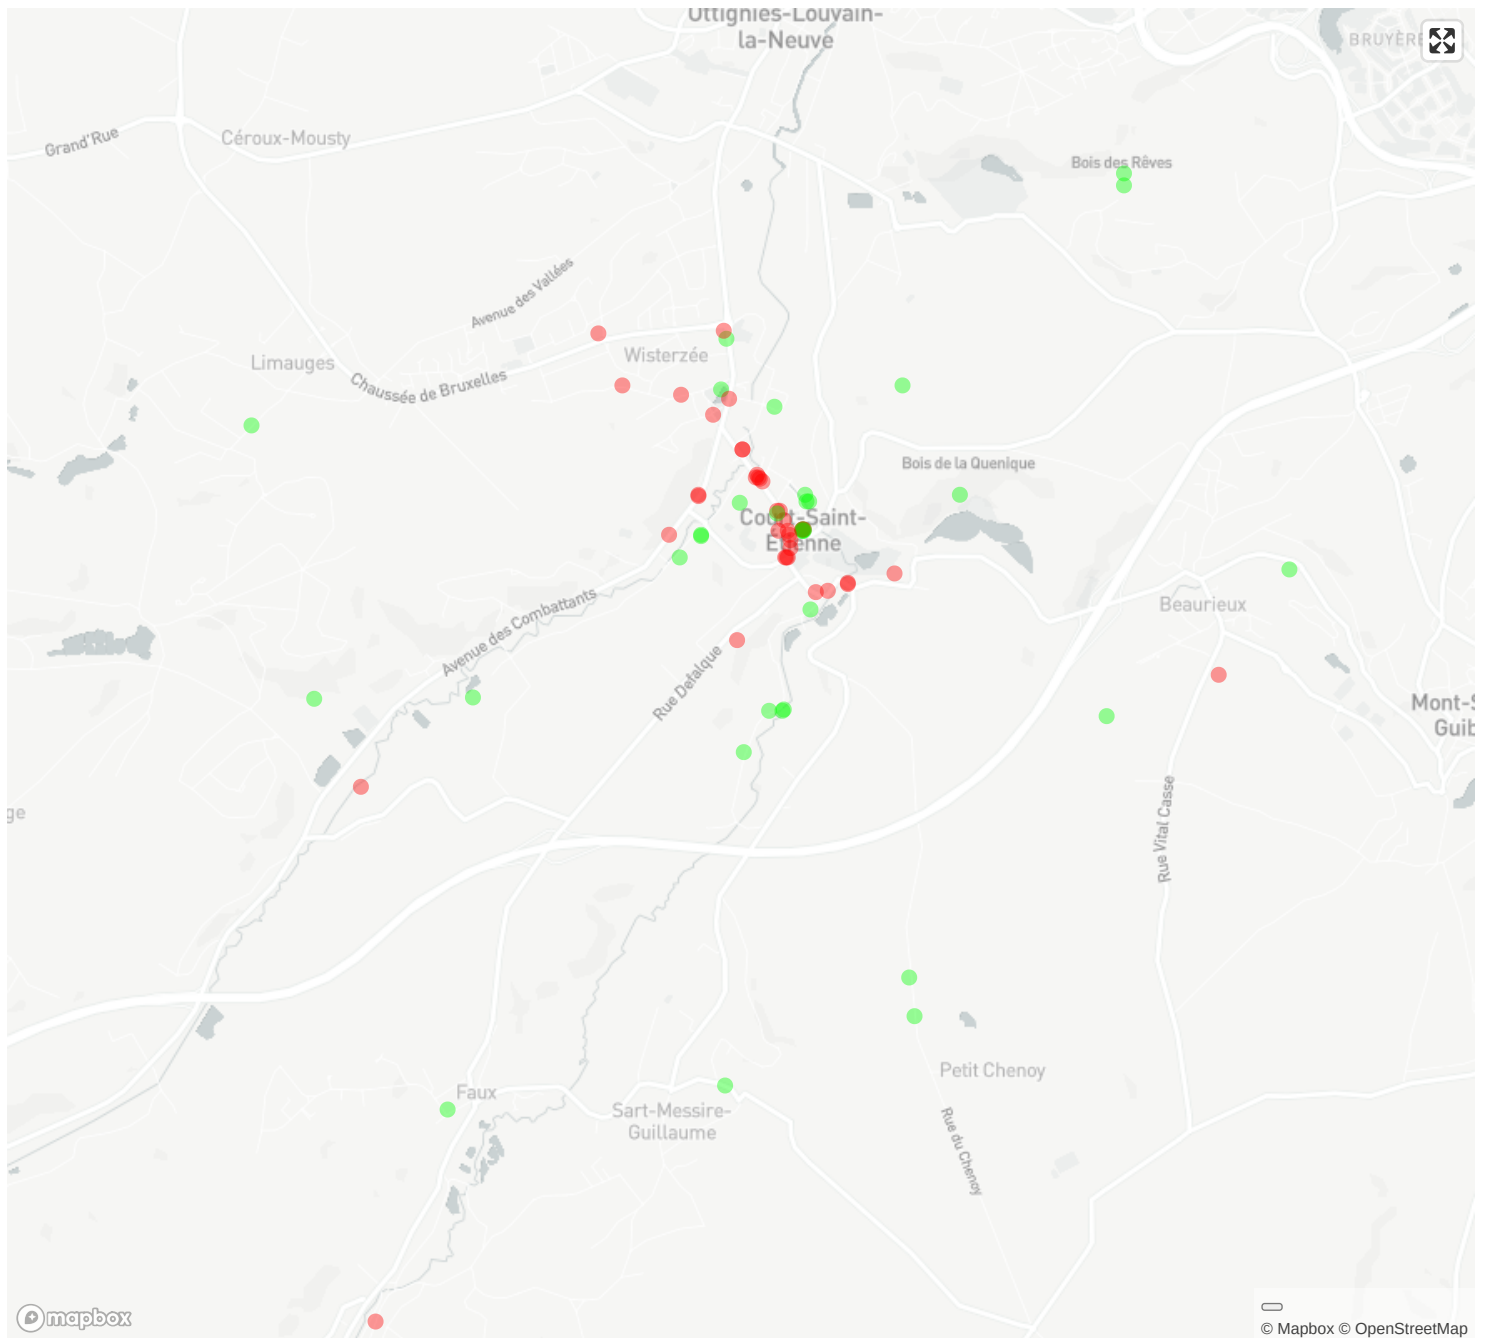 Ottignies-Louvain-
la-Neuve
BRUYÈRE
Grand'Rue
Céroux-Mousty
Bois des Rêves
Avenue des Vallées
Wisterzée
Limauges
Chaussée de Bruxelles
Bois de la Quenique
Court-Saint-
Étienne
Avenue des Combattants
Beaurieux
Rue Defalque
Mont-S
Guib
Rue Vital Casse
ge
Petit Chenoy
Faux
Sart-Messire-
Guillaume
Rue du Chenoy
mapbox
© Mapbox © OpenStreetMap